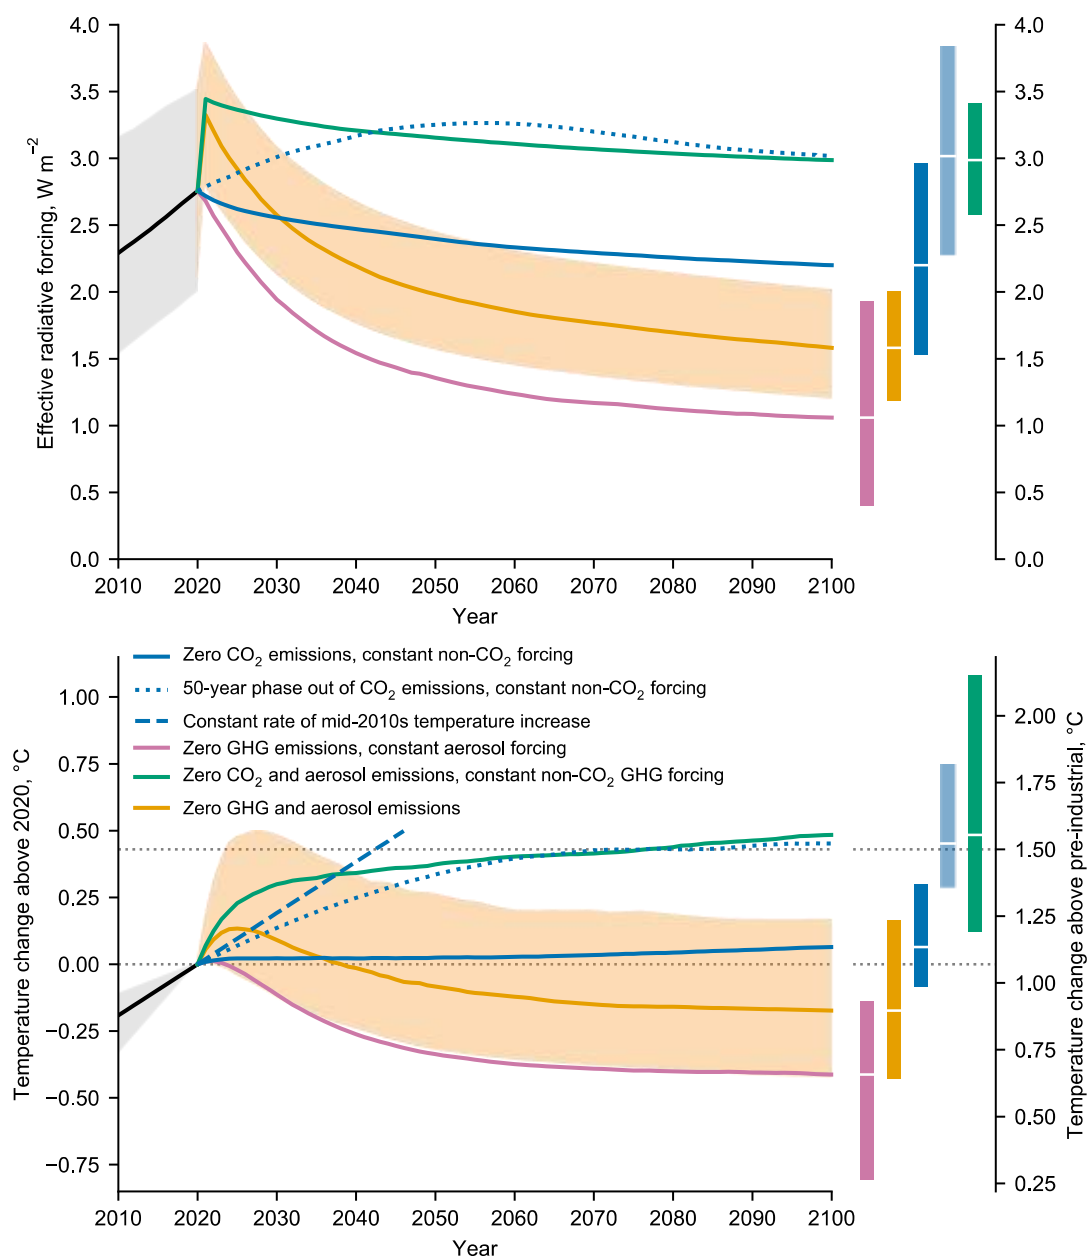 4.0
3.5
3.0
2.5
2.0
1.5
1.0
0.5
0.0
Effective radiative forcing, W m−2
4.0
3.5
3.0
2.5
2.0
1.5
1.0
0.5
0.0
2010 2020 2030 2040 2050 2060 2070 2080 2090 2100
Year
Zero CO2 emissions, constant non-CO2 forcing
50-year phase out of CO2 emissions, constant non-CO2 forcing
Constant rate of mid-2010s temperature increase
Zero GHG emissions, constant aerosol forcing
Zero CO2 and aerosol emissions, constant non-CO2 GHG forcing
Zero GHG and aerosol emissions
1.00
0.75
0.50
0.25
0.00
−0.25
−0.50
−0.75
Temperature change above 2020, °C
2.00
1.75
1.50
1.25
1.00
0.75
0.50
0.25
Temperature change above pre-industrial, °C
2010 2020 2030 2040 2050 2060 2070 2080 2090 2100
Year